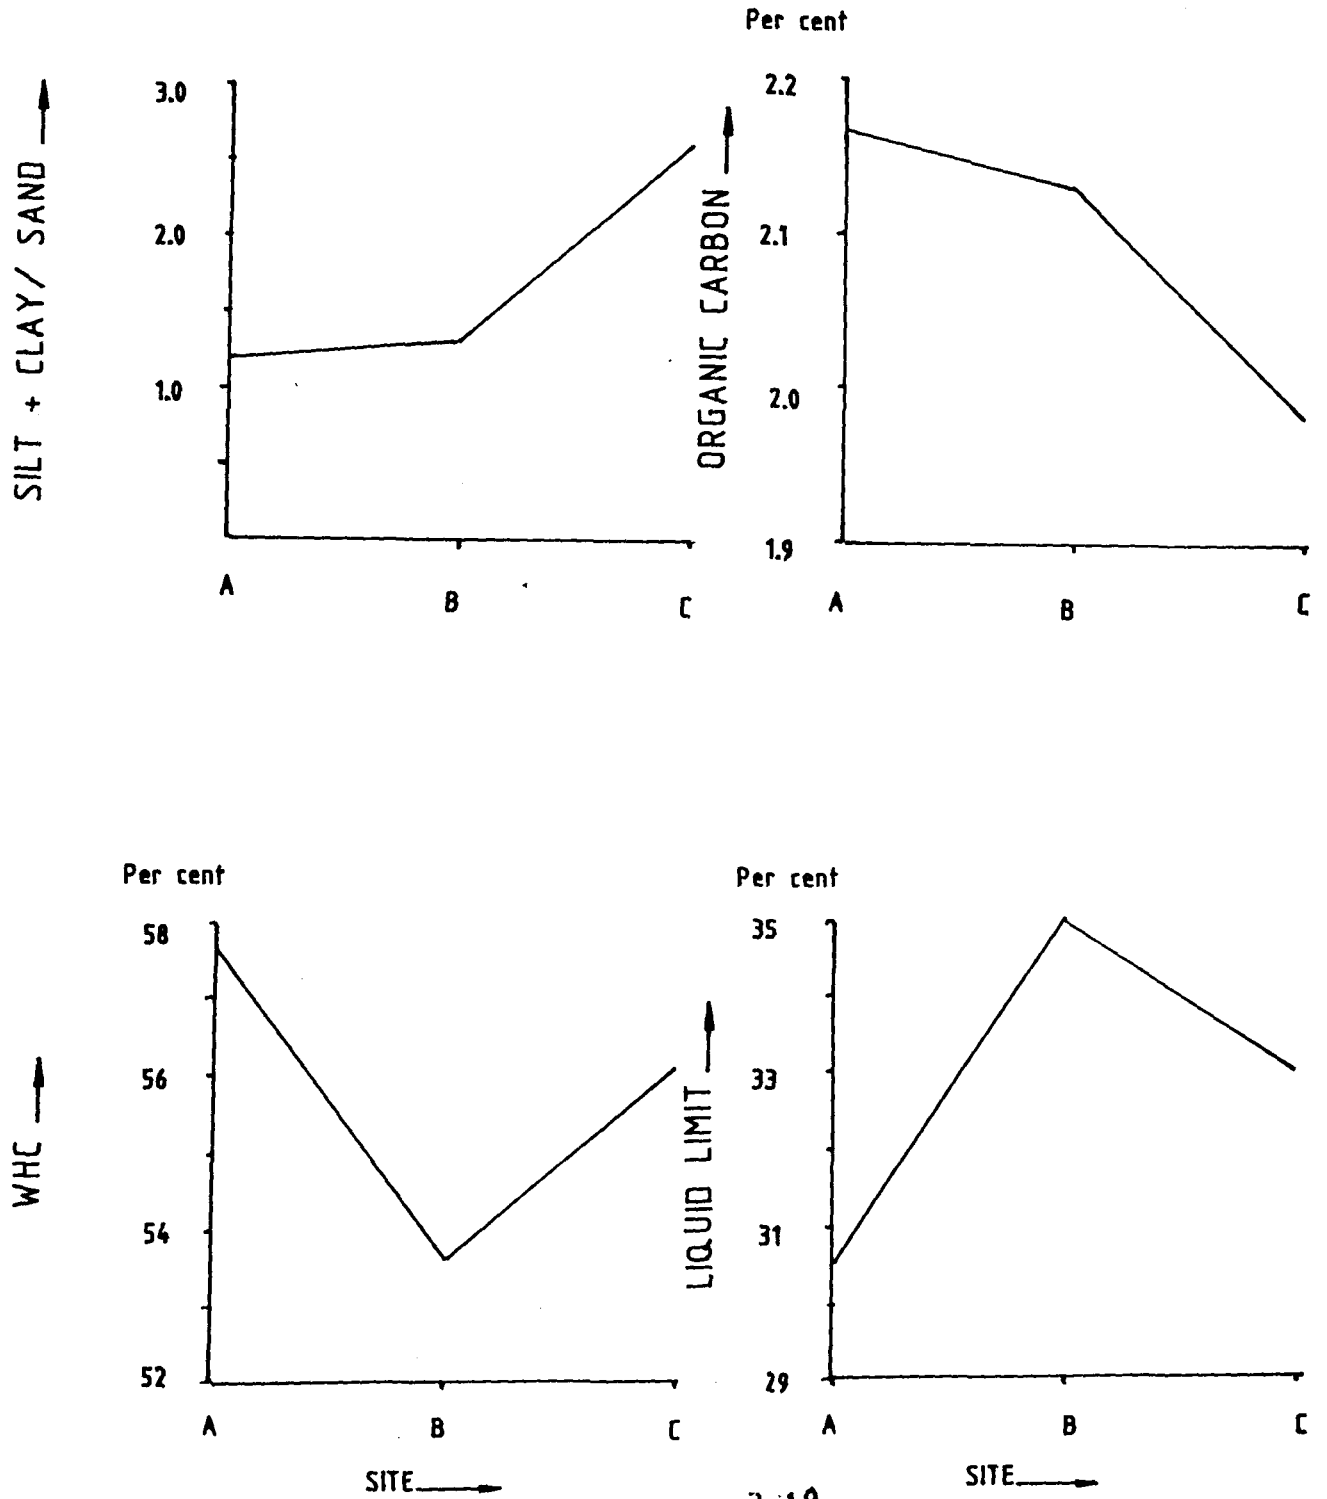 Per cent
SILT + CLAY/ SAND
3.0
2.0
1.0
A
B
C
ORGANIC CARBON
2.2
2.1
2.0
1.9
A
B
C
Per cent
WHC
58
56
54
52
A
B
C
SITE
Per cent
LIQUID LIMIT
35
33
31
29
A
B
C
SITE